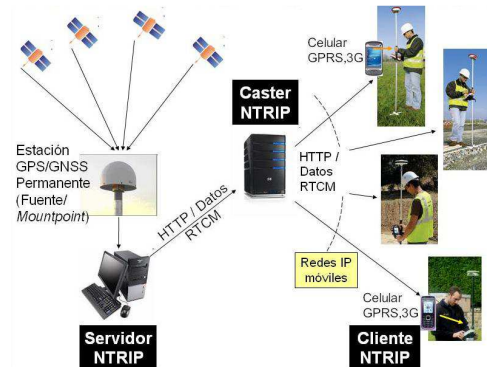 Celular
GPRS,3G
Caster
NTRIP
Estación
GPS/GNSS
Permanente
(Fuente/
Mountpoint)
HTTP / Datos
RTCM
HTTP /
Datos
RTCM
Redes IP
móviles
Celular
GPRS,3G
Servidor
NTRIP
Cliente
NTRIP